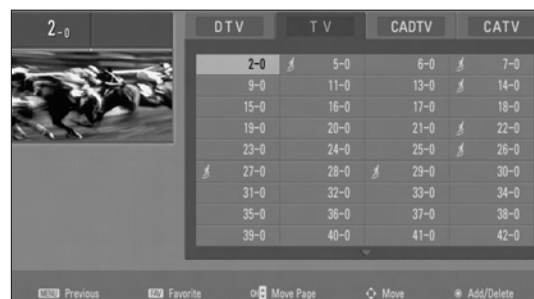 2-0
DTV TV CADTV CATV
2-0 5-0 6-0 7-0
9-0 11-0 13-0 14-0
15-0 16-0 17-0 18-0
19-0 20-0 21-0 22-0
23-0 24-0 25-0 26-0
27-0 28-0 29-0 30-0
31-0 32-0 33-0 34-0
35-0 36-0 37-0 38-0
39-0 40-0 41-0 42-0
MENU Previous FAV Favorite CH Move Page Move Add/Delete